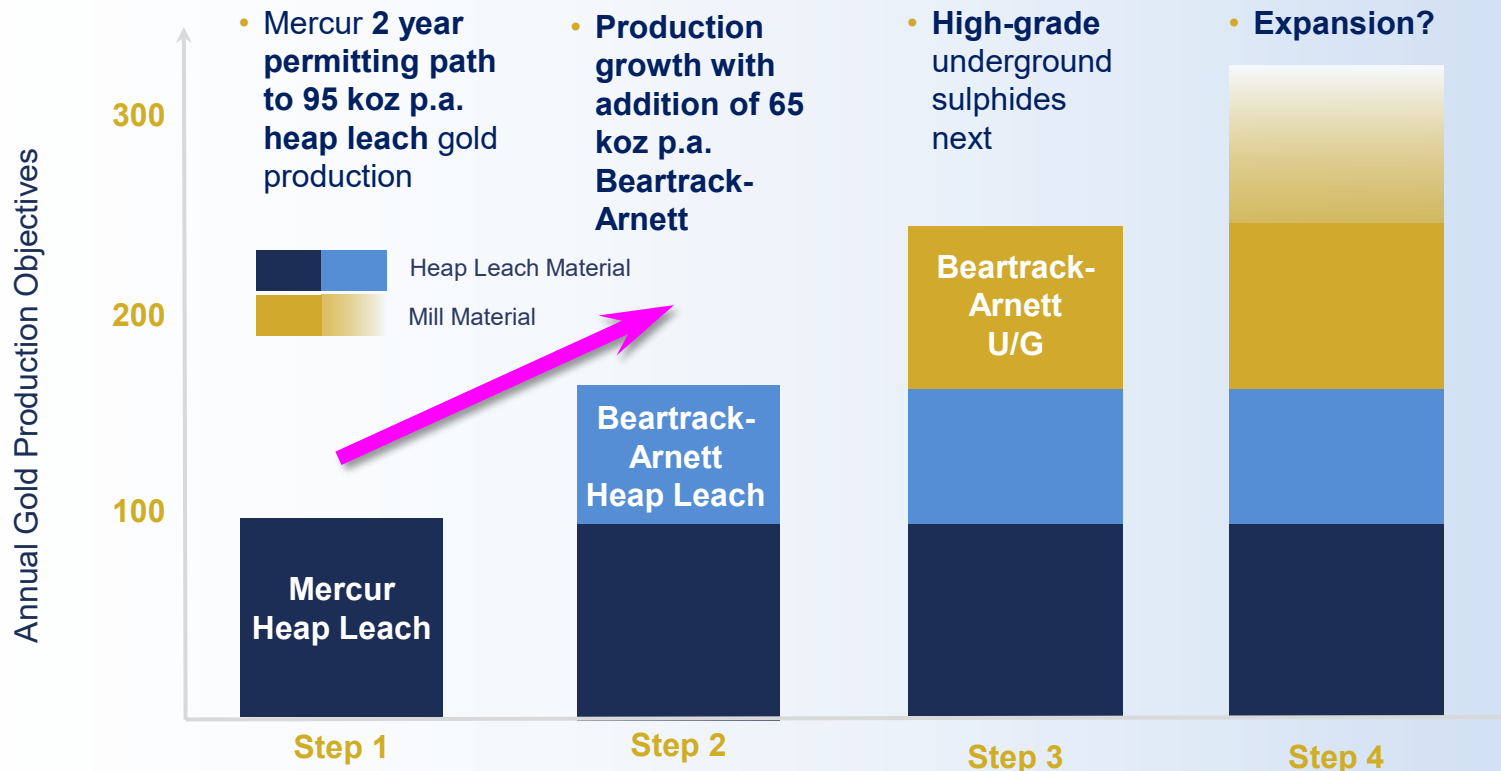 • Mercur 2 year
permitting path
to 95 koz p.a.
heap leach gold
production
• Production
growth with
addition of 65
koz p.a.
Beartrack-
Arnett
• High-grade
underground
sulphides
next
• Expansion?
Annual Gold Production Objectives
300
200
100
Heap Leach Material
Mill Material
Mercur
Heap Leach
Beartrack-
Arnett
Heap Leach
Beartrack-
Arnett
U/G
Step 1
Step 2
Step 3
Step 4